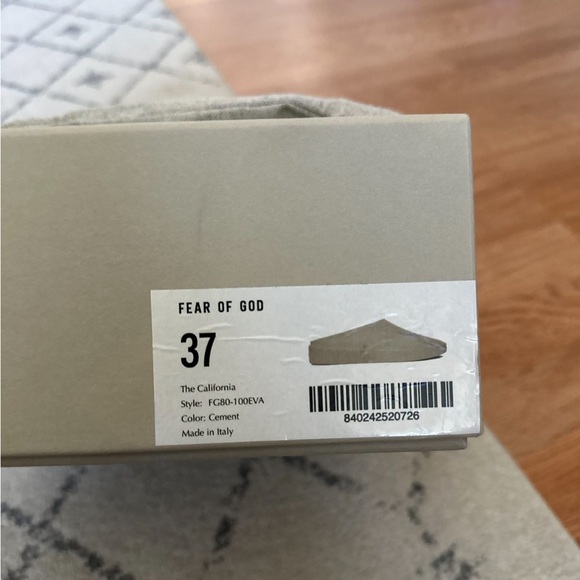 FEAR OF GOD
37
The California
Style: FG80-100EVA
Color: Cement
Made in Italy
840242520726